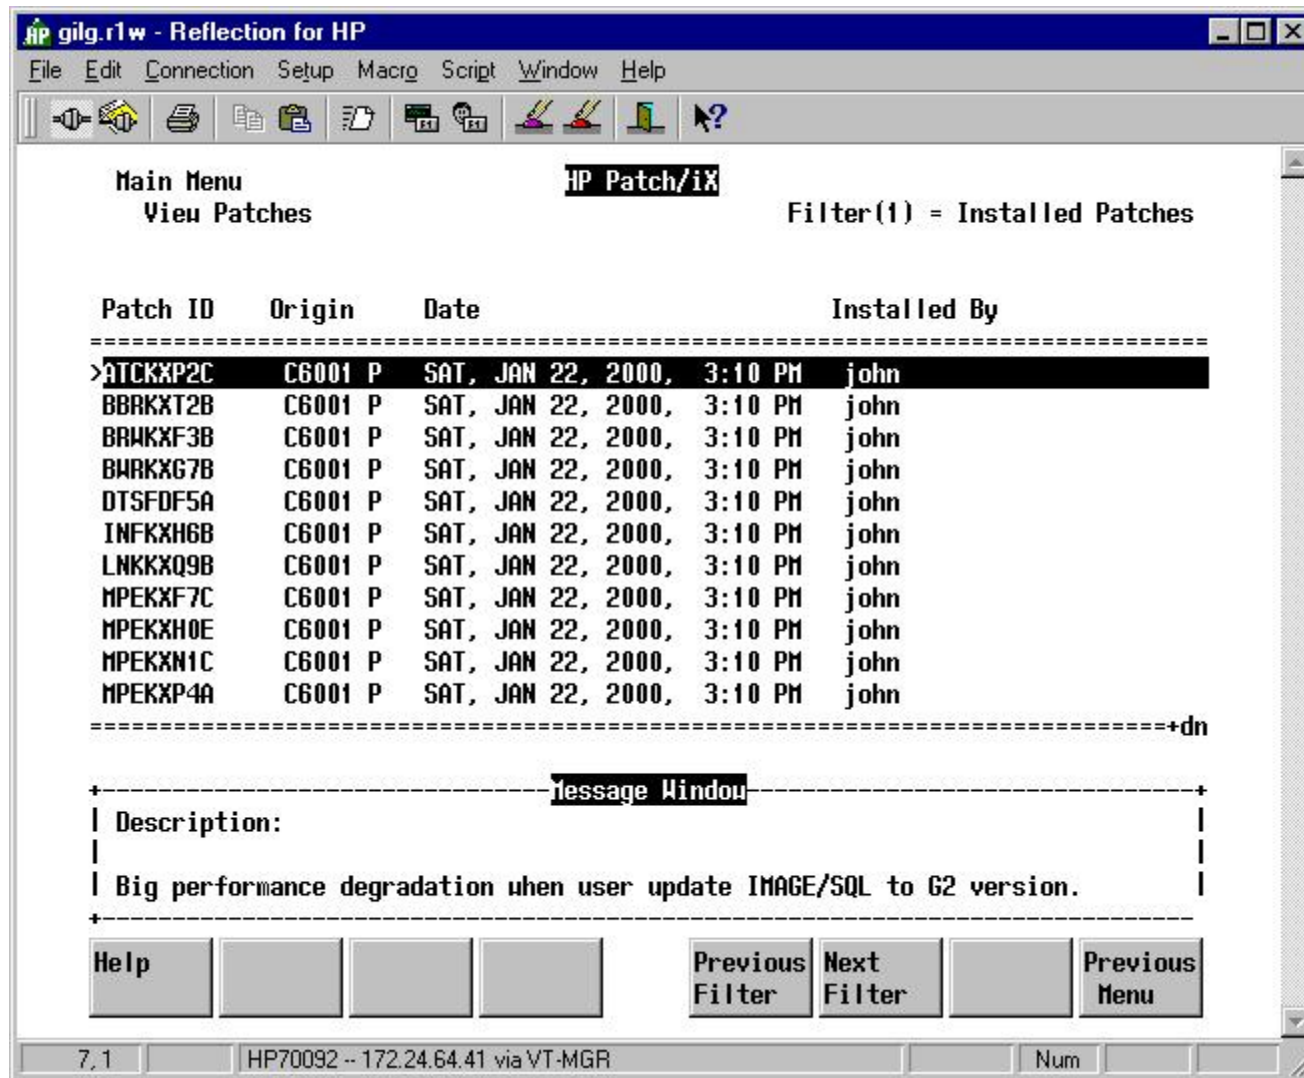 gilg.r1w - Reflection for HP
File Edit Connection Setup Macro Script Window Help
Main Menu HP Patch/iX
View Patches Filter(1) = Installed Patches
Patch ID Origin Date Installed By
================================================================================
>ATCKXP2C C6001 P SAT, JAN 22, 2000, 3:10 PM john
BBRKXT2B C6001 P SAT, JAN 22, 2000, 3:10 PM john
BRWKXF3B C6001 P SAT, JAN 22, 2000, 3:10 PM john
BWRKXG7B C6001 P SAT, JAN 22, 2000, 3:10 PM john
DTSFDF5A C6001 P SAT, JAN 22, 2000, 3:10 PM john
INFKXH6B C6001 P SAT, JAN 22, 2000, 3:10 PM john
LNKKXQ9B C6001 P SAT, JAN 22, 2000, 3:10 PM john
MPEKXF7C C6001 P SAT, JAN 22, 2000, 3:10 PM john
MPEKXH0E C6001 P SAT, JAN 22, 2000, 3:10 PM john
MPEKXN1C C6001 P SAT, JAN 22, 2000, 3:10 PM john
MPEKXP4A C6001 P SAT, JAN 22, 2000, 3:10 PM john
=============================================================================+dn
Message Window
Description:
Big performance degradation when user update IMAGE/SQL to G2 version.
Help Previous Filter Next Filter Previous Menu
7, 1 HP70092 -- 172.24.64.41 via VT-MGR Num